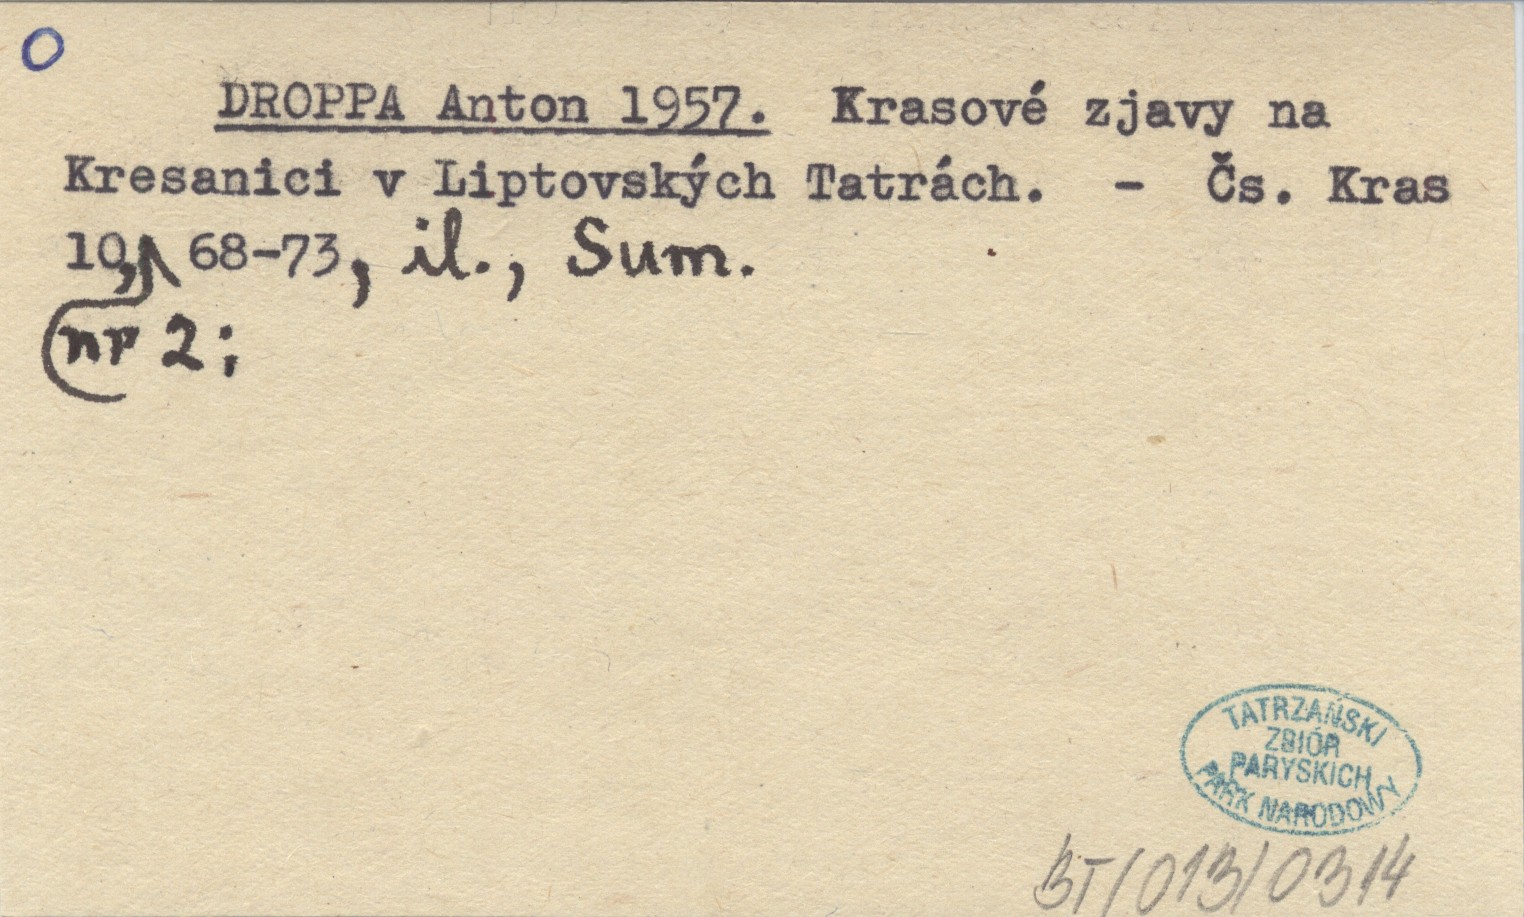 O
DROPPA Anton 1957. Krasové zjavy na
Kresanici v Liptovských Tatrách. - Čs. Kras
10, 68-73, il., Sum.
nr 2;
TATRZAŃSKI
ZBIÓR
PARYSKICH
PARK NARODOWY
BT/013/0314